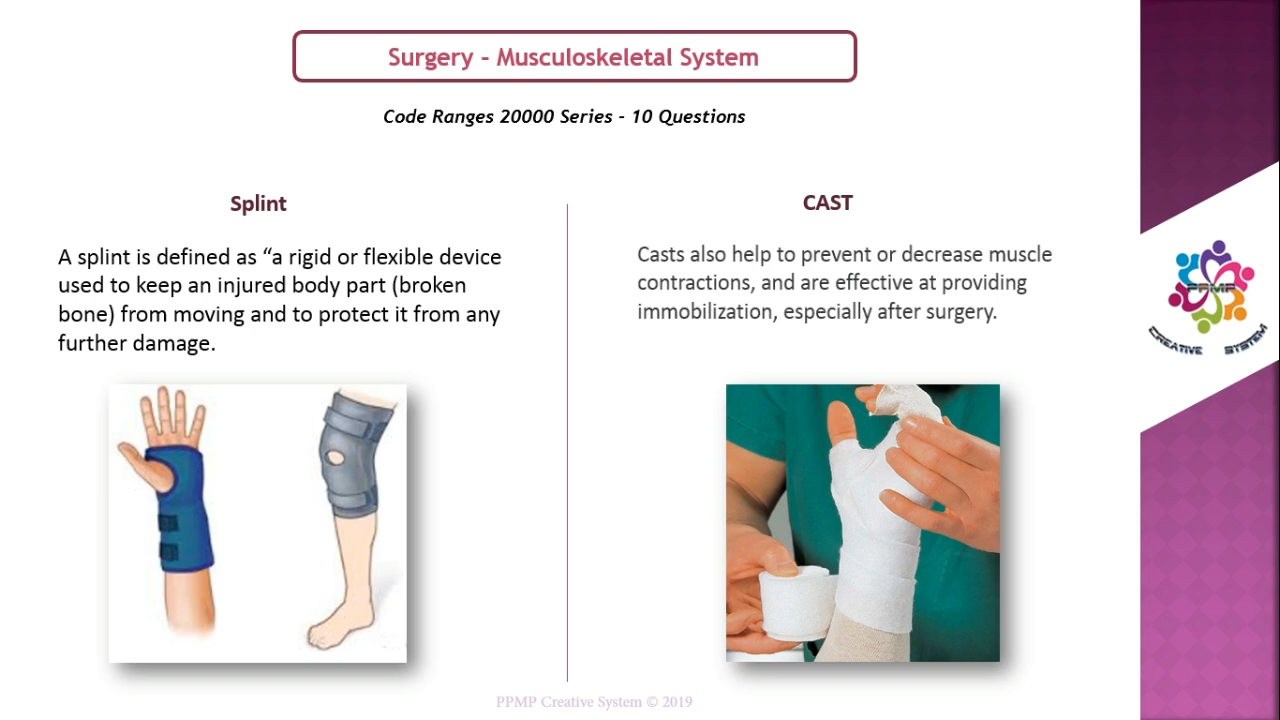 Surgery - Musculoskeletal System
Code Ranges 20000 Series - 10 Questions
Splint
A splint is defined as “a rigid or flexible device
used to keep an injured body part (broken
bone) from moving and to protect it from any
further damage.
CAST
Casts also help to prevent or decrease muscle
contractions, and are effective at providing
immobilization, especially after surgery.
PPMP
CREATIVE SYSTEM
PPMP Creative System © 2019